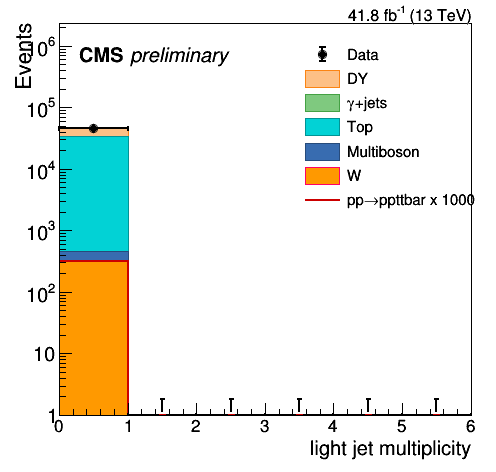 41.8 fb⁻¹ (13 TeV)
Events
CMS preliminary
Data
DY
γ+jets
Top
Multiboson
W
pp→ppttbar x 1000
10⁶
10⁵
10⁴
10³
10²
10
1
0 1 2 3 4 5 6
light jet multiplicity